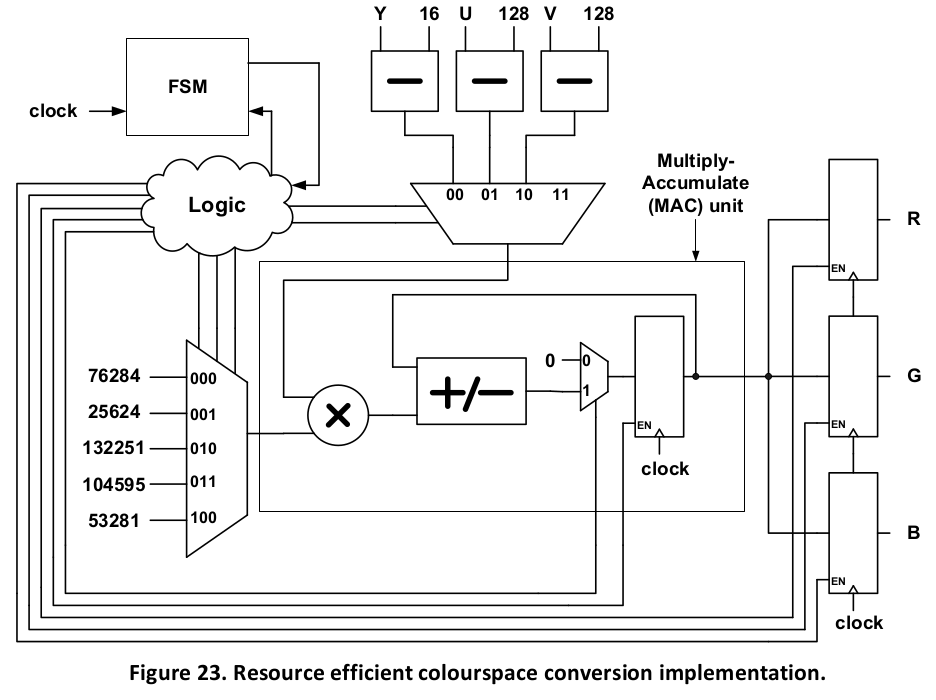 Y 16 U 128 V 128
FSM
clock
Logic
00 01 10 11
Multiply-
Accumulate
(MAC) unit
R
EN
G
EN
B
EN
clock
76284 000
25624 001
132251 010
104595 011
53281 100
×
+/−
0 0
1
EN
clock
Figure 23. Resource efficient colourspace conversion implementation.